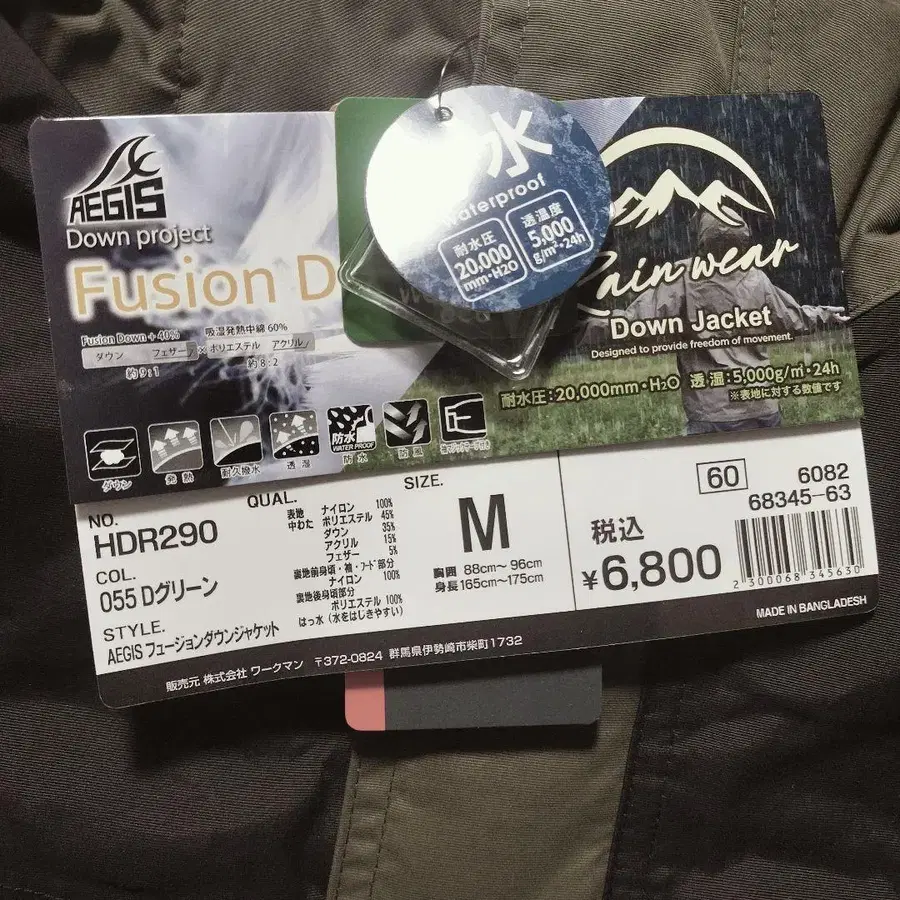 AEGIS
Down project
Fusion D
Fusion Down + 40%
吸湿発熱中綿 60%
ダウン フェザー × ポリエステル アクリル
約9:1
約8:2
水
waterproof
耐水圧
20,000
mm・H2O
透湿度
5,000
g/m²・24h
Rain wear
Down Jacket
Designed to provide freedom of movement.
耐水圧:20,000mm・H₂O 透湿:5,000g/㎡・24h
※表地に対する数値です
防水
WATER PROOF
ダウン
発熱
耐久撥水
透湿
防水
防風
NO.
HDR290
COL.
055 Dグリーン
STYLE.
AEGIS フュージョンダウンジャケット
QUAL.
表地 ナイロン 100%
中わた ポリエステル 45%
ダウン 35%
アクリル 15%
フェザー 5%
裏地前身頃・袖・フード部分
ナイロン 100%
裏地後身頃部分
ポリエステル 100%
はっ水（水をはじきやすい）
SIZE.
M
胸囲 88cm〜 96cm
身長 165cm〜175cm
60
6082
68345-63
税込
¥6,800
2 300068 345630
MADE IN BANGLADESH
販売元 株式会社 ワークマン 〒372-0824 群馬県伊勢崎市柴町1732